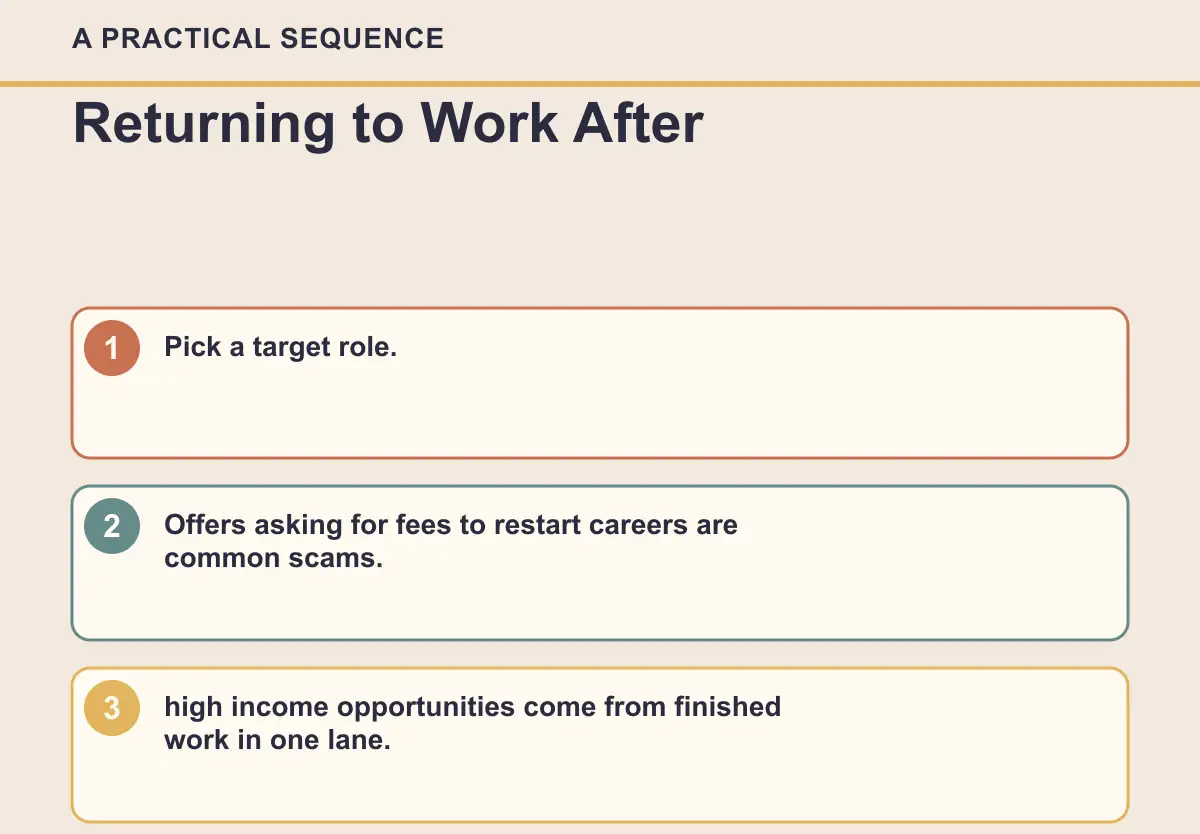 A PRACTICAL SEQUENCE
Returning to Work After
1
Pick a target role.
2
Offers asking for fees to restart careers are
common scams.
3
high income opportunities come from finished
work in one lane.